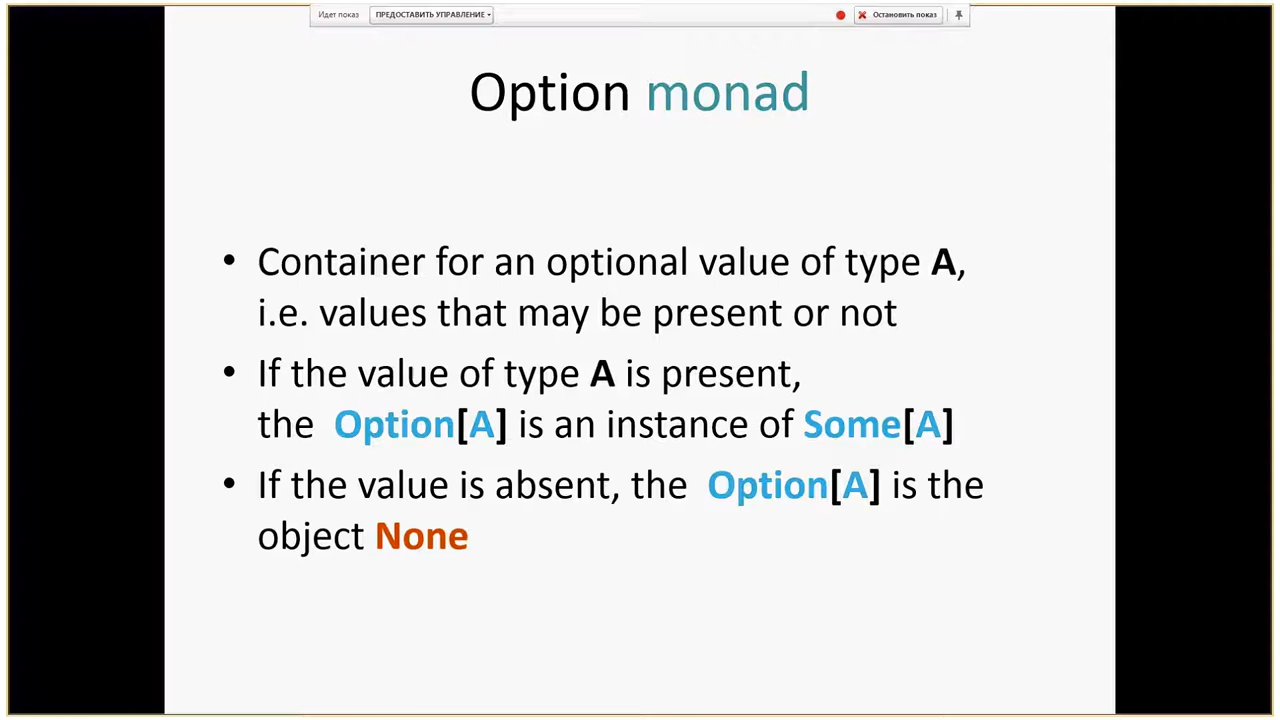 Идет показ ПРЕДОСТАВИТЬ УПРАВЛЕНИЕ Остановить показ
Option monad
• Container for an optional value of type A,
i.e. values that may be present or not
• If the value of type A is present,
the Option[A] is an instance of Some[A]
• If the value is absent, the Option[A] is the
object None